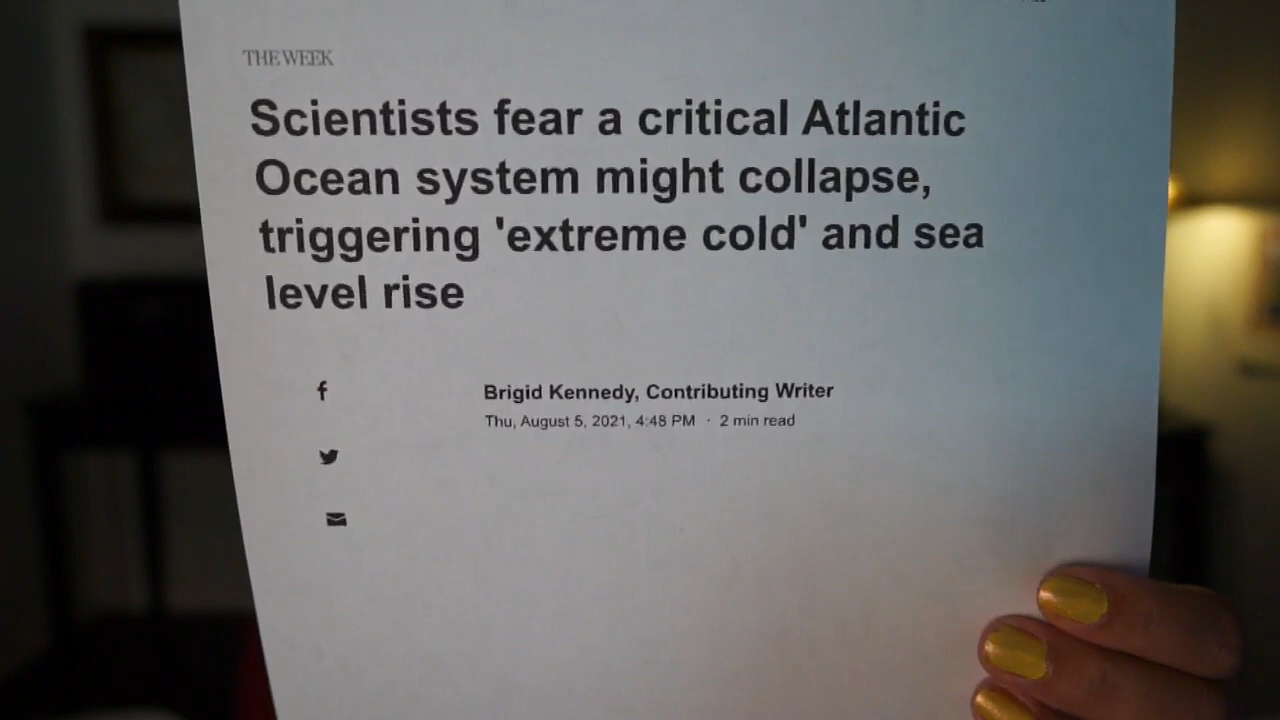 THE WEEK
Scientists fear a critical Atlantic
Ocean system might collapse,
triggering 'extreme cold' and sea
level rise
Brigid Kennedy, Contributing Writer
Thu, August 5, 2021, 4:48 PM · 2 min read